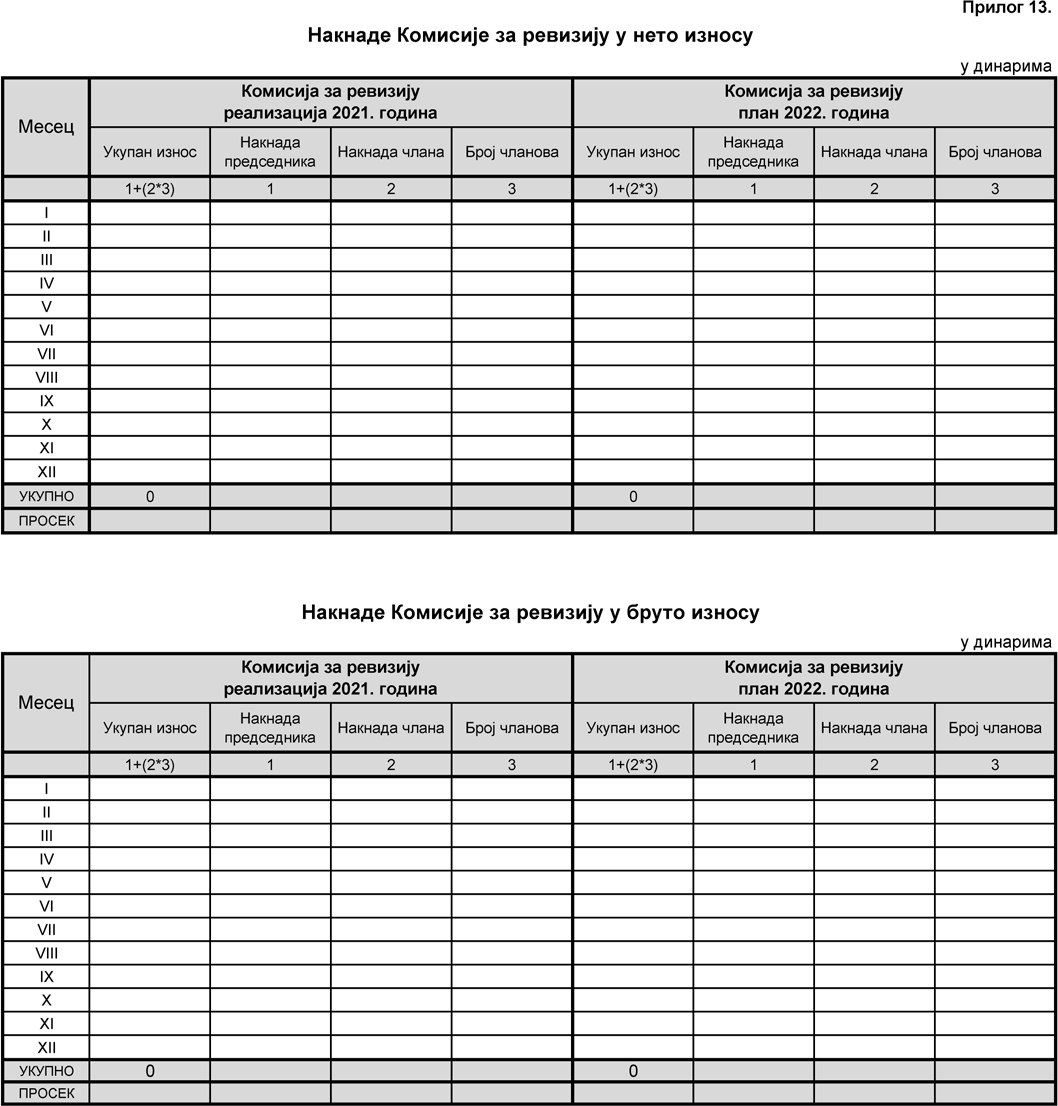 Прилог 13.
Накнаде Комисије за ревизију у нето износу
у динарима
Месец
Комисија за ревизију
реализација 2021. година
Комисија за ревизију
план 2022. година
Укупан износ
Накнада
председника
Накнада члана
Број чланова
Укупан износ
Накнада
председника
Накнада члана
Број чланова
1+(2*3) 1 2 3 1+(2*3) 1 2 3
I
II
III
IV
V
VI
VII
VIII
IX
X
XI
XII
УКУПНО 0 0
ПРОСЕК
Накнаде Комисије за ревизију у бруто износу
у динарима
Месец
Комисија за ревизију
реализација 2021. година
Комисија за ревизију
план 2022. година
Укупан износ
Накнада
председника
Накнада члана
Број чланова
Укупан износ
Накнада
председника
Накнада члана
Број чланова
1+(2*3) 1 2 3 1+(2*3) 1 2 3
I
II
III
IV
V
VI
VII
VIII
IX
X
XI
XII
УКУПНО 0 0
ПРОСЕК